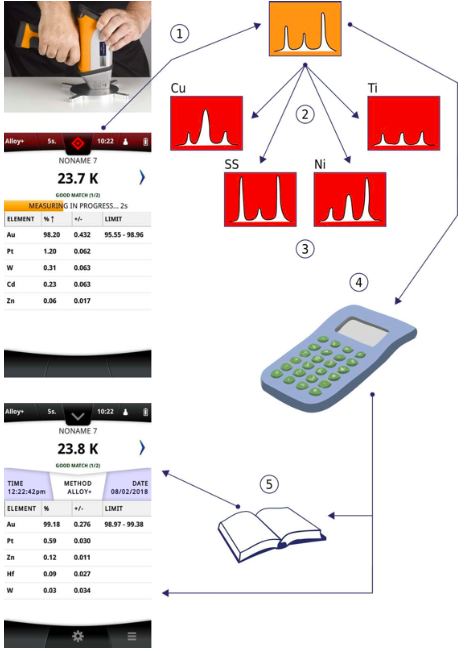 1
Cu
Ti
2
SS
Ni
3
4
Alloy+ 5s. 10:22
NONAME 7
23.7 K
GOOD MATCH (1/2)
MEASURING IN PROGRESS... 2s
ELEMENT % ↑ +/- LIMIT
Au 98.20 0.432 95.55 - 98.96
Pt 1.20 0.062
W 0.31 0.063
Cd 0.23 0.063
Zn 0.06 0.017
Alloy+ 5s. 10:22
NONAME 7
23.8 K
GOOD MATCH (1/2)
TIME METHOD DATE
12:22:42pm ALLOY+ 08/02/2018
ELEMENT % +/- LIMIT
Au 99.18 0.276 98.97 - 99.38
Pt 0.59 0.030
Zn 0.12 0.011
Hf 0.09 0.027
W 0.03 0.034
5